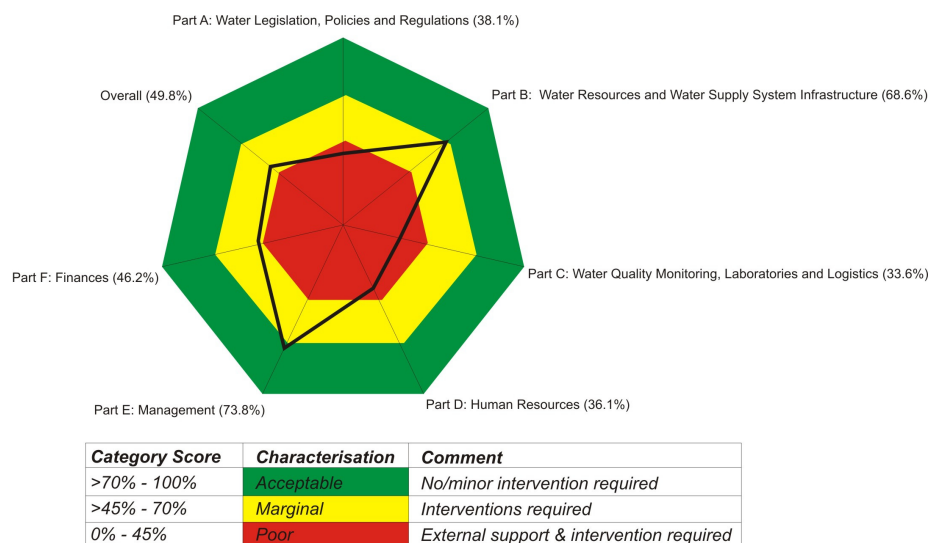 Part A: Water Legislation, Policies and Regulations (38.1%)
Overall (49.8%)
Part B:  Water Resources and Water Supply System Infrastructure (68.6%)
Part F: Finances (46.2%)
Part C: Water Quality Monitoring, Laboratories and Logistics (33.6%)
Part E: Management (73.8%)
Part D: Human Resources (36.1%)
Category Score Characterisation Comment
>70% - 100% Acceptable No/minor intervention required
>45% - 70% Marginal Interventions required
0% - 45% Poor External support & intervention required